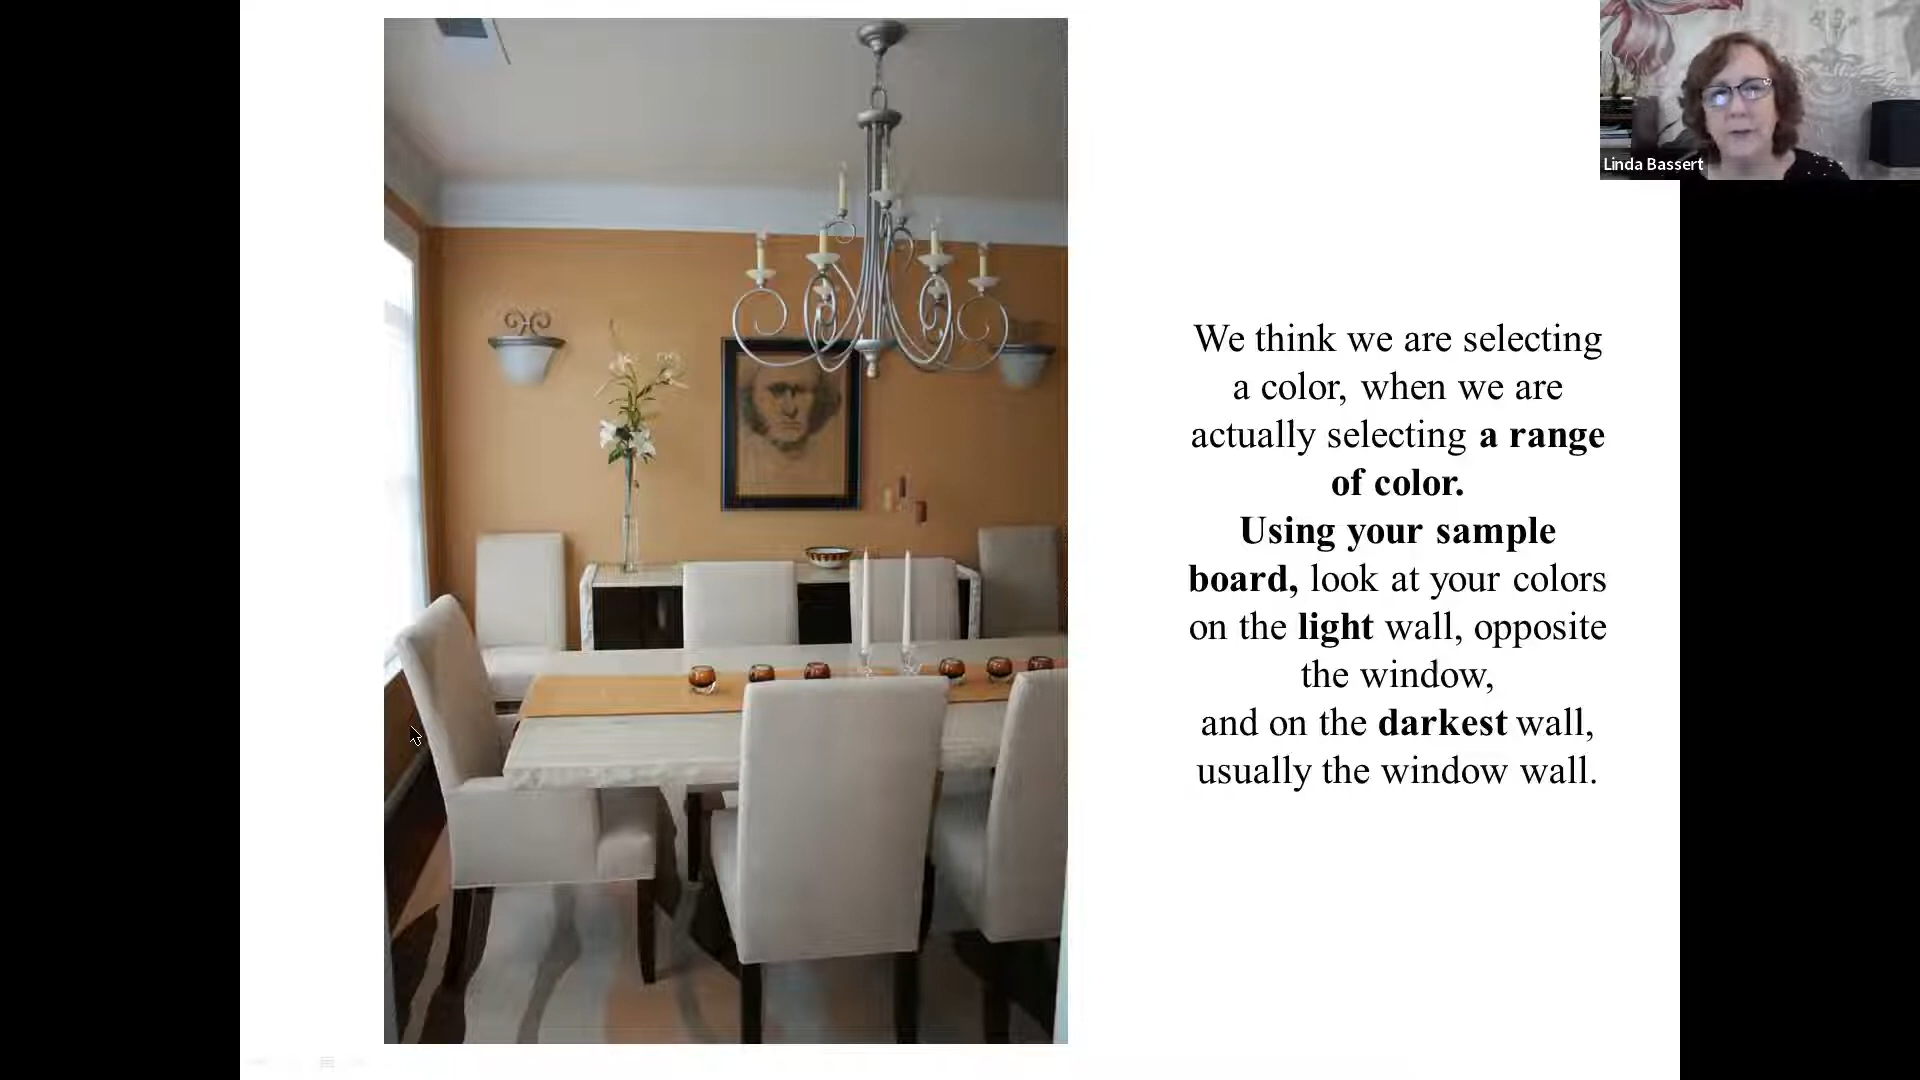 Linda Bassert
We think we are selecting
a color, when we are
actually selecting a range
of color.
Using your sample
board, look at your colors
on the light wall, opposite
the window,
and on the darkest wall,
usually the window wall.